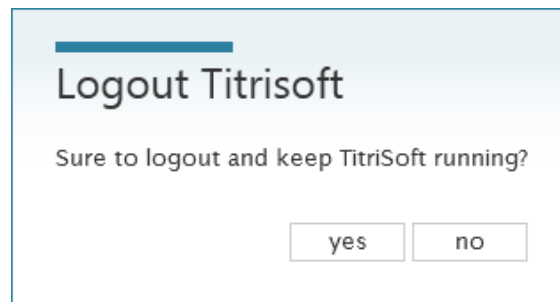 Logout Titrisoft
Sure to logout and keep TitriSoft running?
yes no